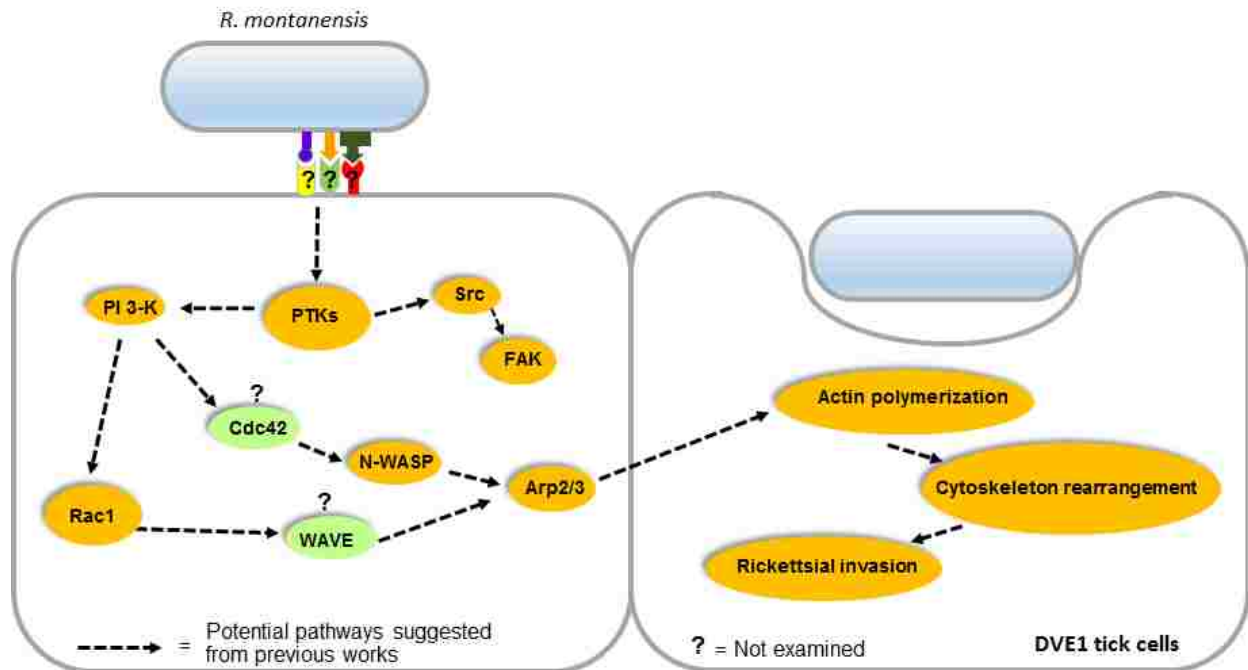 R. montanensis
? ? ?
PI 3-K
PTKs
Src
FAK
?
Cdc42
N-WASP
Arp2/3
Rac1
?
WAVE
Actin polymerization
Cytoskeleton rearrangement
Rickettsial invasion
= Potential pathways suggested
from previous works
? = Not examined
DVE1 tick cells